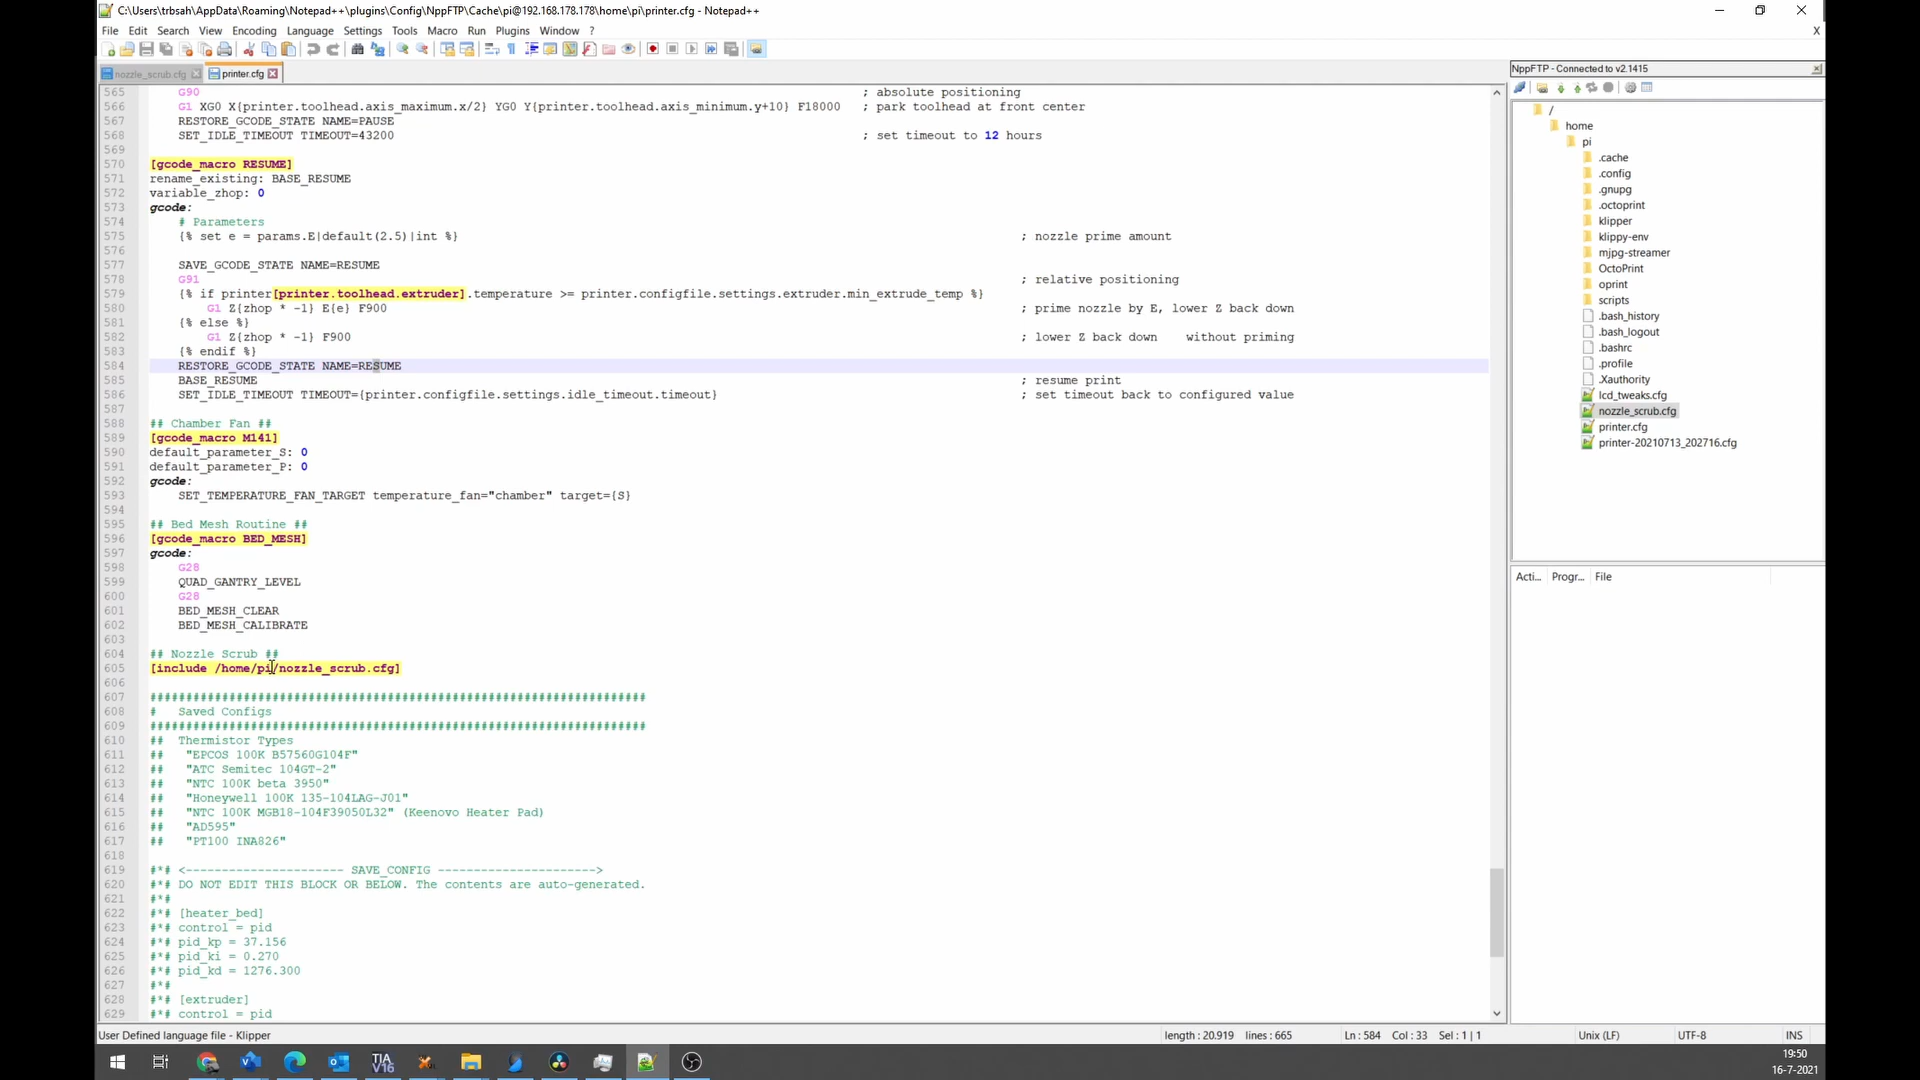 C:\Users\trbsah\AppData\Roaming\Notepad++\plugins\Config\NppFTP\Cache\pi@192.168.178.178\home\pi\printer.cfg - Notepad++
File Edit Search View Encoding Language Settings Tools Macro Run Plugins Window ? X
nozzle_scrub.cfg printer.cfg
565 G90 ; absolute positioning
566 G1 XG0 X{printer.toolhead.axis_maximum.x/2} YG0 Y{printer.toolhead.axis_minimum.y+10} F18000 ; park toolhead at front center
567 RESTORE_GCODE_STATE NAME=PAUSE
568 SET_IDLE_TIMEOUT TIMEOUT=43200 ; set timeout to 12 hours
569
570 [gcode_macro RESUME]
571 rename_existing: BASE_RESUME
572 variable_zhop: 0
573 gcode:
574 # Parameters
575 {% set e = params.E|default(2.5)|int %} ; nozzle prime amount
576
577 SAVE_GCODE_STATE NAME=RESUME
578 G91 ; relative positioning
579 {% if printer[printer.toolhead.extruder].temperature >= printer.configfile.settings.extruder.min_extrude_temp %}
580 G1 Z{zhop * -1} E{e} F900 ; prime nozzle by E, lower Z back down
581 {% else %}
582 G1 Z{zhop * -1} F900 ; lower Z back down without priming
583 {% endif %}
584 RESTORE_GCODE_STATE NAME=RESUME
585 BASE_RESUME ; resume print
586 SET_IDLE_TIMEOUT TIMEOUT={printer.configfile.settings.idle_timeout.timeout} ; set timeout back to configured value
587
588 ## Chamber Fan ##
589 [gcode_macro M141]
590 default_parameter_S: 0
591 default_parameter_P: 0
592 gcode:
593 SET_TEMPERATURE_FAN_TARGET temperature_fan="chamber" target={S}
594
595 ## Bed Mesh Routine ##
596 [gcode_macro BED_MESH]
597 gcode:
598 G28
599 QUAD_GANTRY_LEVEL
600 G28
601 BED_MESH_CLEAR
602 BED_MESH_CALIBRATE
603
604 ## Nozzle Scrub ##
605 [include /home/pi/nozzle_scrub.cfg]
606
607 #####################################################################
608 # Saved Configs
609 #####################################################################
610 ## Thermistor Types
611 ## "EPCOS 100K B57560G104F"
612 ## "ATC Semitec 104GT-2"
613 ## "NTC 100K beta 3950"
614 ## "Honeywell 100K 135-104LAG-J01"
615 ## "NTC 100K MGB18-104F39050L32" (Keenovo Heater Pad)
616 ## "AD595"
617 ## "PT100 INA826"
618
619 #*# <---------------------- SAVE_CONFIG ---------------------->
620 #*# DO NOT EDIT THIS BLOCK OR BELOW. The contents are auto-generated.
621 #*#
622 #*# [heater_bed]
623 #*# control = pid
624 #*# pid_kp = 37.156
625 #*# pid_ki = 0.270
626 #*# pid_kd = 1276.300
627 #*#
628 #*# [extruder]
629 #*# control = pid
NppFTP - Connected to v2.1415
/
home
pi
.cache
.config
.gnupg
.octoprint
klipper
klippy-env
mjpg-streamer
OctoPrint
oprint
scripts
.bash_history
.bash_logout
.bashrc
.profile
.Xauthority
lcd_tweaks.cfg
nozzle_scrub.cfg
printer.cfg
printer-20210713_202716.cfg
Acti... Progr... File
User Defined language file - Klipper length : 20.919 lines : 665 Ln : 584 Col : 33 Sel : 1 | 1 Unix (LF) UTF-8 INS
TIA V16
19:50
16-7-2021